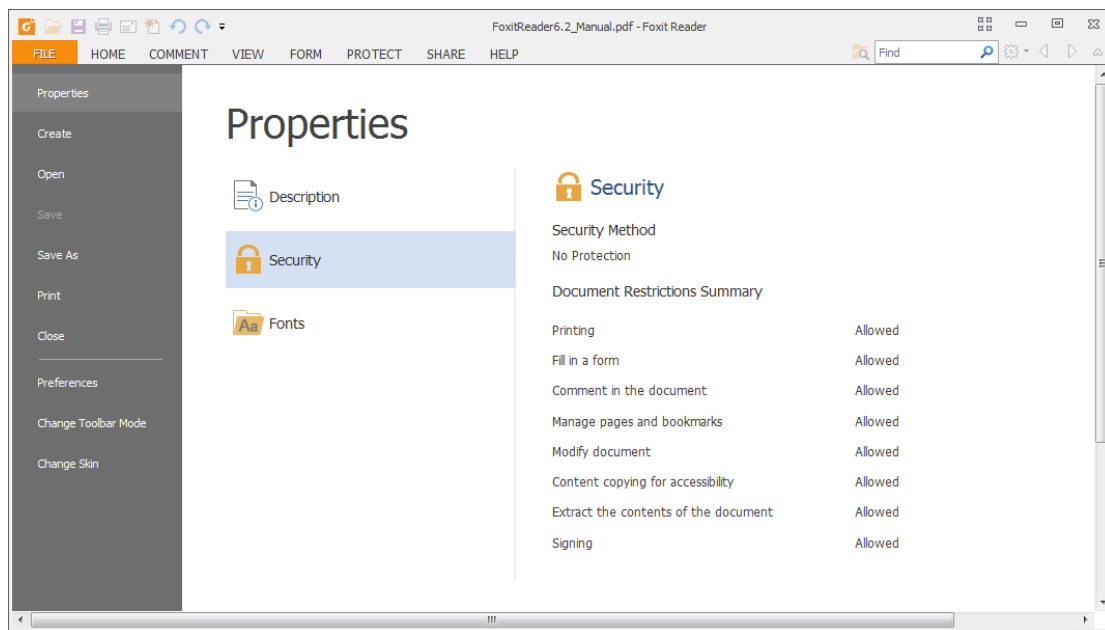 FoxitReader6.2_Manual.pdf - Foxit Reader
FILE HOME COMMENT VIEW FORM PROTECT SHARE HELP Find
Properties
Create
Open
Save
Save As
Print
Close
Preferences
Change Toolbar Mode
Change Skin
Properties
Description
Security
Aa Fonts
Security
Security Method
No Protection
Document Restrictions Summary
Printing Allowed
Fill in a form Allowed
Comment in the document Allowed
Manage pages and bookmarks Allowed
Modify document Allowed
Content copying for accessibility Allowed
Extract the contents of the document Allowed
Signing Allowed